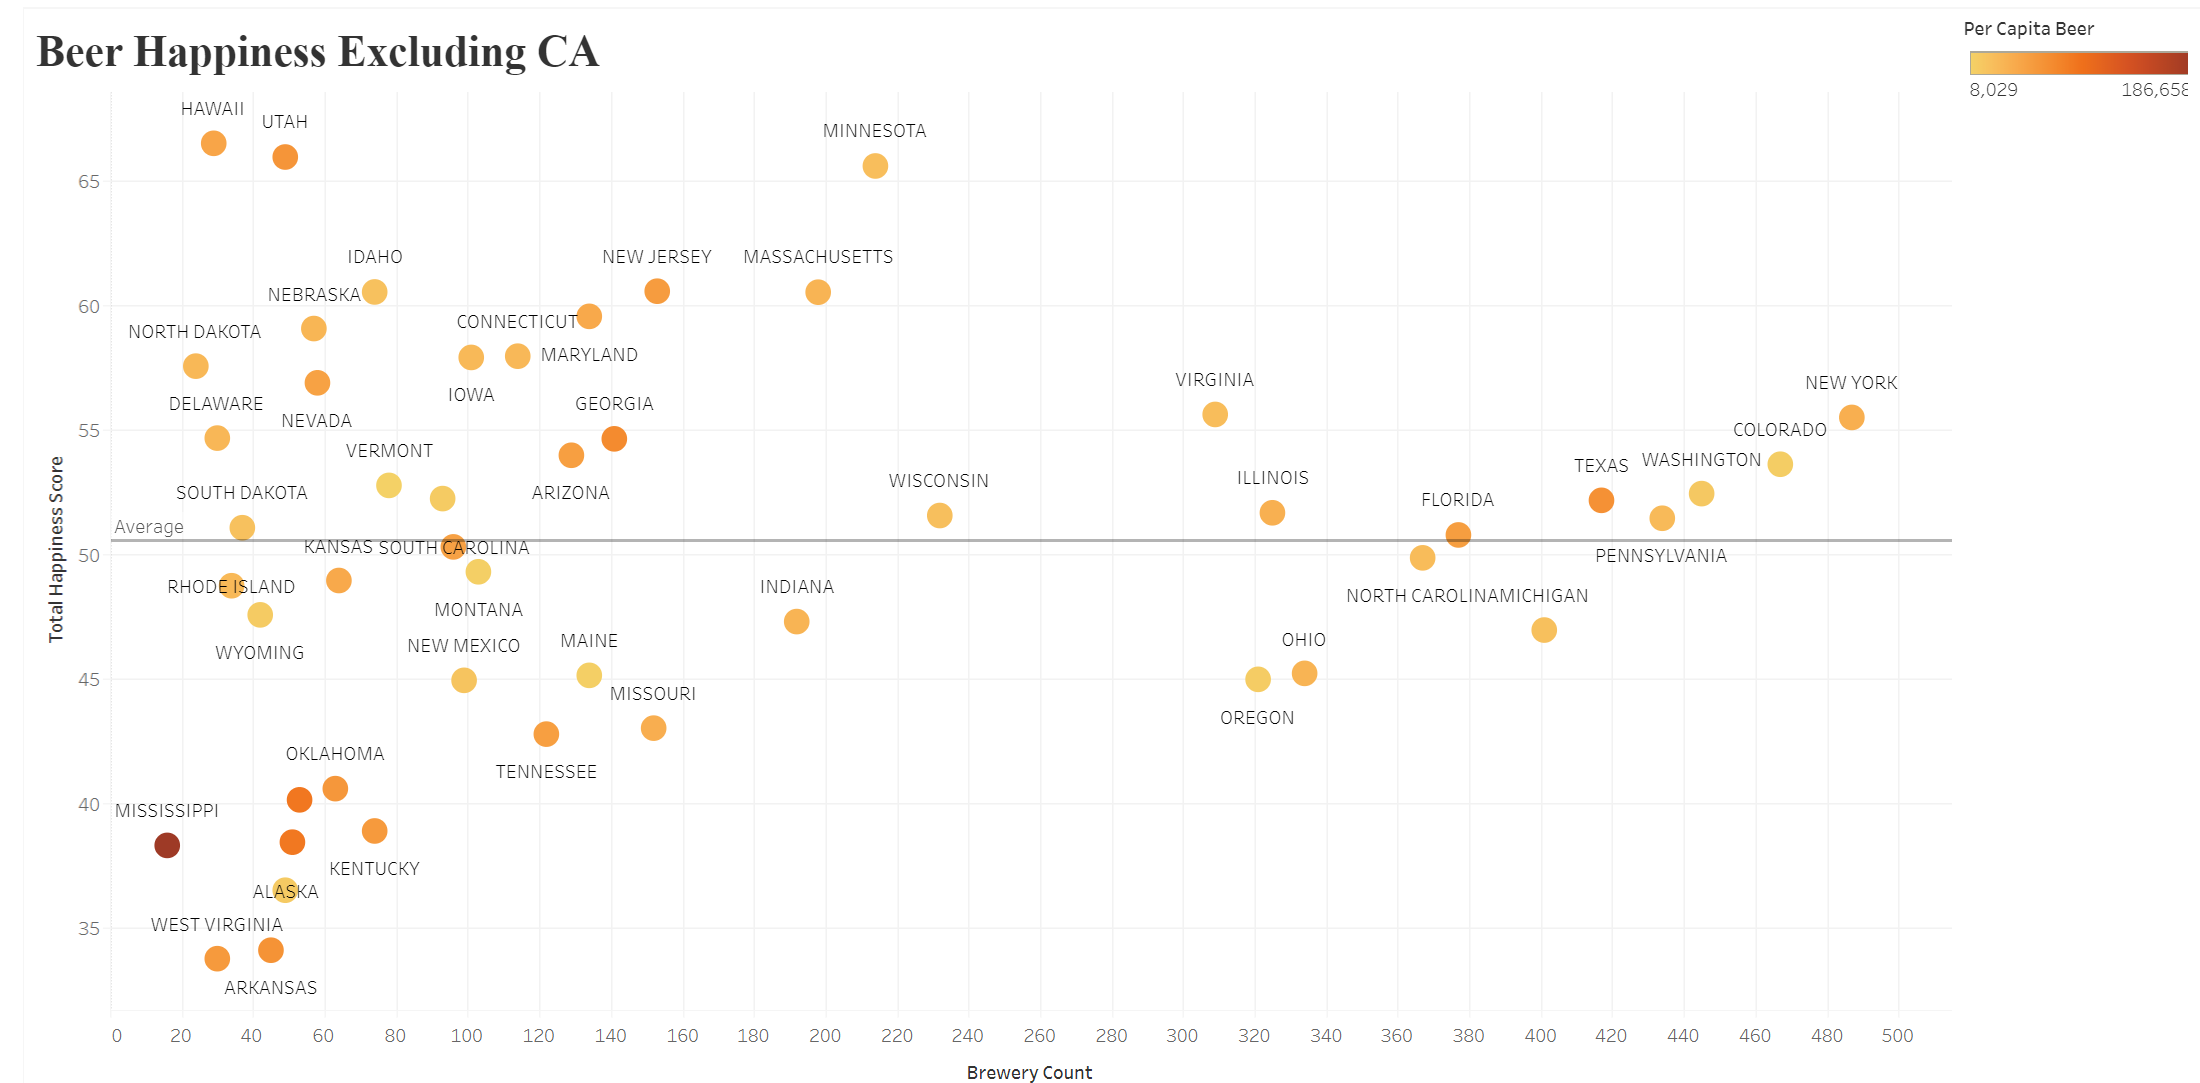 Beer Happiness Excluding CA
Per Capita Beer
8,029 186,658
HAWAII
UTAH
MINNESOTA
65
IDAHO
NEW JERSEY
MASSACHUSETTS
NEBRASKA
60
CONNECTICUT
NORTH DAKOTA
MARYLAND
VIRGINIA
NEW YORK
IOWA
DELAWARE
GEORGIA
NEVADA
55
COLORADO
VERMONT
WASHINGTON
TEXAS
ILLINOIS
WISCONSIN
SOUTH DAKOTA
ARIZONA
FLORIDA
Average
KANSAS
SOUTH CAROLINA
50
PENNSYLVANIA
RHODE ISLAND
INDIANA
NORTH CAROLINA
MICHIGAN
MONTANA
OHIO
MAINE
NEW MEXICO
WYOMING
45
MISSOURI
OREGON
OKLAHOMA
TENNESSEE
40
MISSISSIPPI
KENTUCKY
ALASKA
WEST VIRGINIA
35
ARKANSAS
Total Happiness Score
0 20 40 60 80 100 120 140 160 180 200 220 240 260 280 300 320 340 360 380 400 420 440 460 480 500
Brewery Count